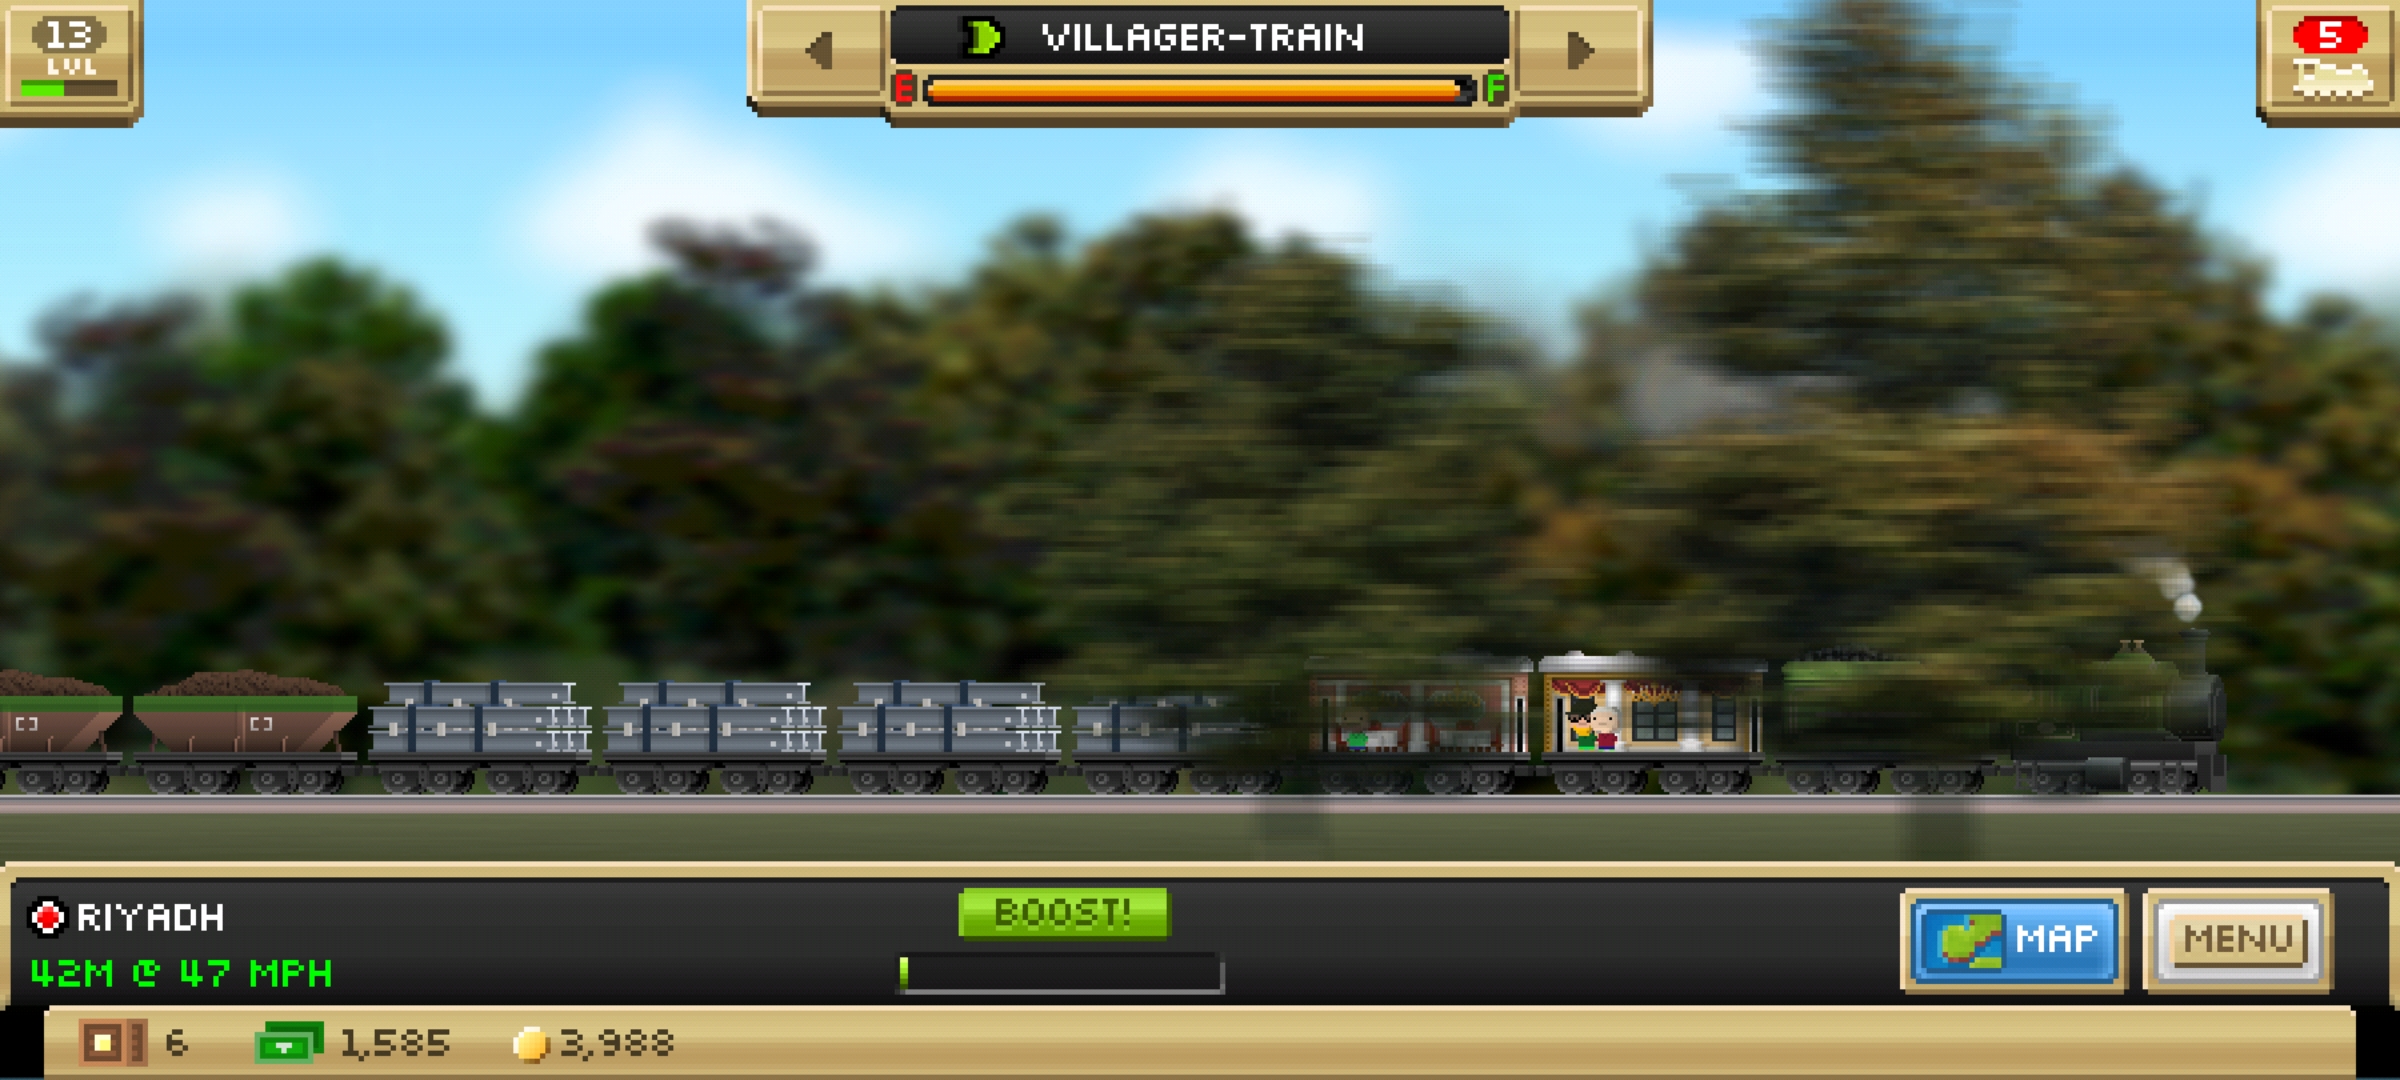 13
LVL
VILLAGER-TRAIN
E F
5
RIYADH
42M @ 47 MPH
BOOST!
MAP
MENU
6
1,585
3,988